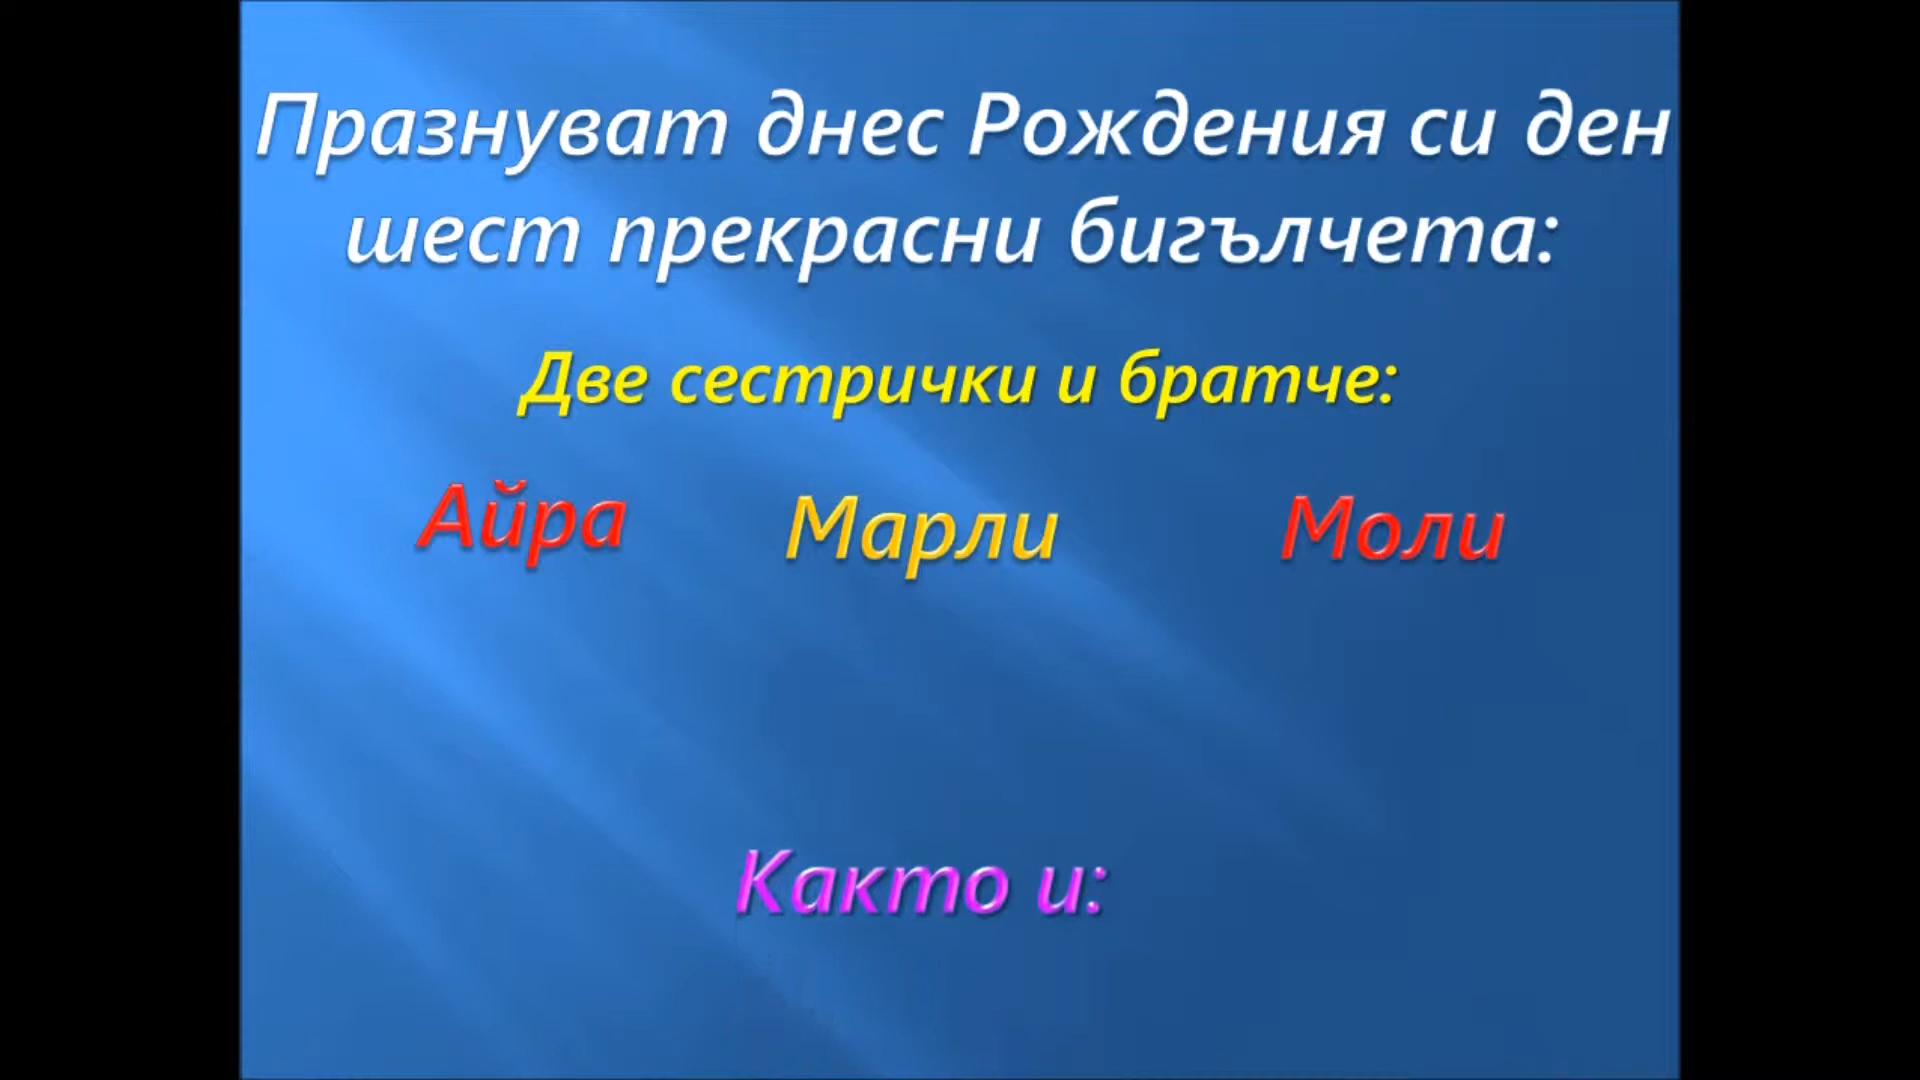 Празнуват днес Рождения си ден
шест прекрасни бигълчета:
Две сестрички и братче:
Айра Марли Моли
Както и: